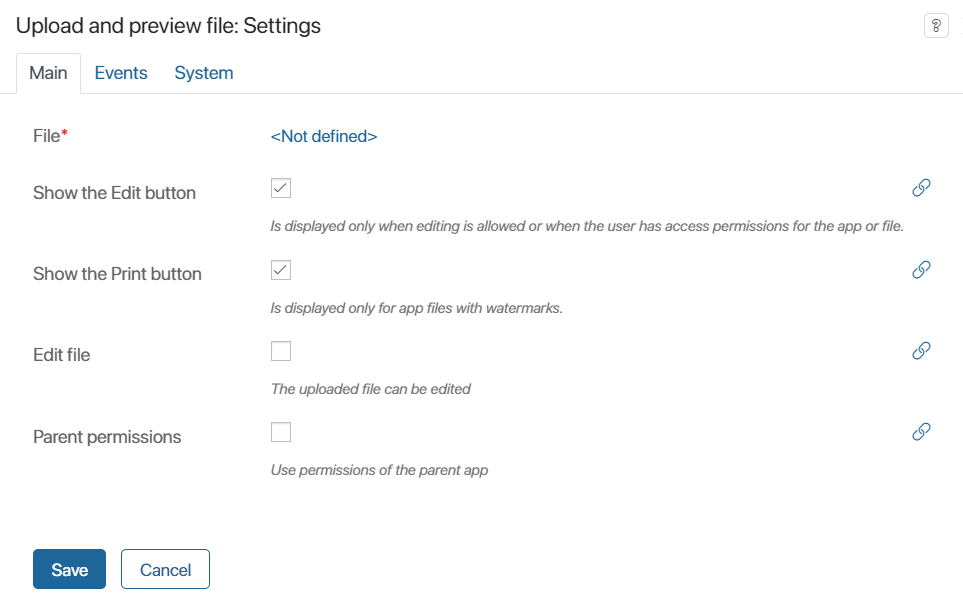 Upload and preview file: Settings
?
Main Events System
File* <Not defined>
Show the Edit button
Is displayed only when editing is allowed or when the user has access permissions for the app or file.
Show the Print button
Is displayed only for app files with watermarks.
Edit file
The uploaded file can be edited
Parent permissions
Use permissions of the parent app
Save Cancel